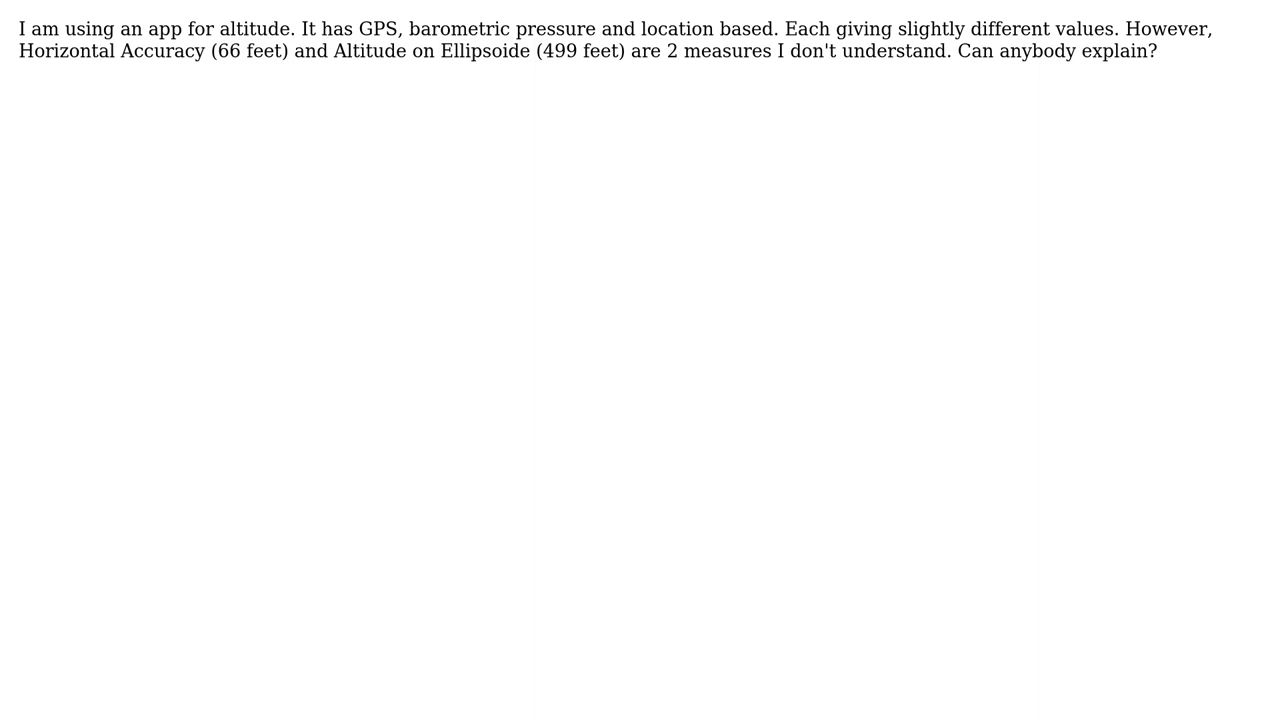 I am using an app for altitude. It has GPS, barometric pressure and location based. Each giving slightly different values. However,
Horizontal Accuracy (66 feet) and Altitude on Ellipsoide (499 feet) are 2 measures I don't understand. Can anybody explain?